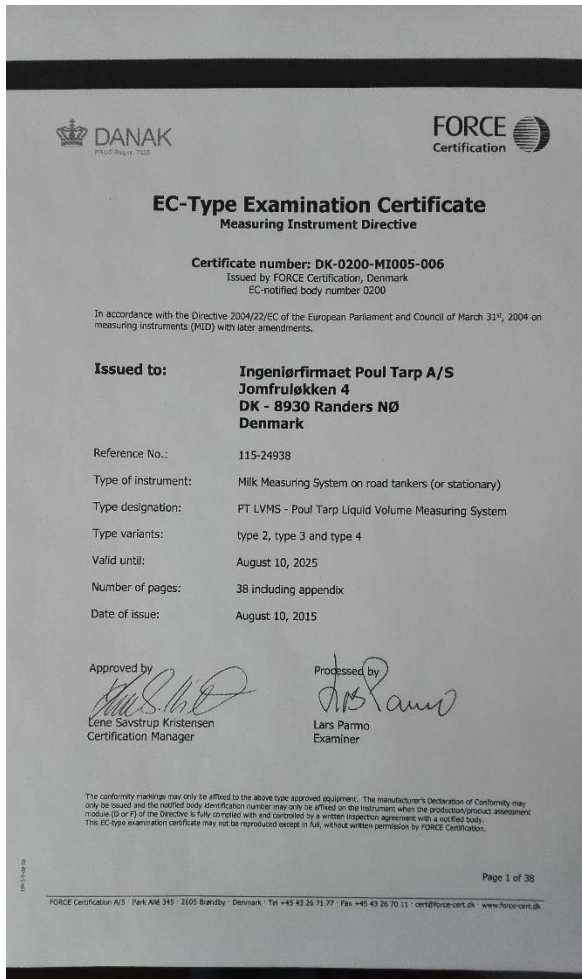 DANAK
PROD Reg.nr. 7025
FORCE
Certification
EC-Type Examination Certificate
Measuring Instrument Directive
Certificate number: DK-0200-MI005-006
Issued by FORCE Certification, Denmark
EC-notified body number 0200
In accordance with the Directive 2004/22/EC of the European Parliament and Council of March 31st, 2004 on
measuring instruments (MID) with later amendments.
Issued to: Ingeniørfirmaet Poul Tarp A/S
Jomfruløkken 4
DK - 8930 Randers NØ
Denmark
Reference No.: 115-24938
Type of instrument: Milk Measuring System on road tankers (or stationary)
Type designation: PT LVMS - Poul Tarp Liquid Volume Measuring System
Type variants: type 2, type 3 and type 4
Valid until: August 10, 2025
Number of pages: 38 including appendix
Date of issue: August 10, 2015
Approved by Processed by
Lene Savstrup Kristensen Lars Parmo
Certification Manager Examiner
The conformity markings may only be affixed to the above type approved equipment. The manufacturer's Declaration of Conformity may
only be issued and the notified body identification number may only be affixed on the instrument when the production/product assessment
module (D or F) of the Directive is fully complied with and controlled by a written inspection agreement with a notified body.
This EC-type examination certificate may not be reproduced except in full, without written permission by FORCE Certification.
Page 1 of 38
FORCE Certification A/S · Park Allé 345 · 2605 Brøndby · Denmark · Tel +45 43 26 71 77 · Fax +45 43 26 70 11 · cert@force-cert.dk · www.force-cert.dk